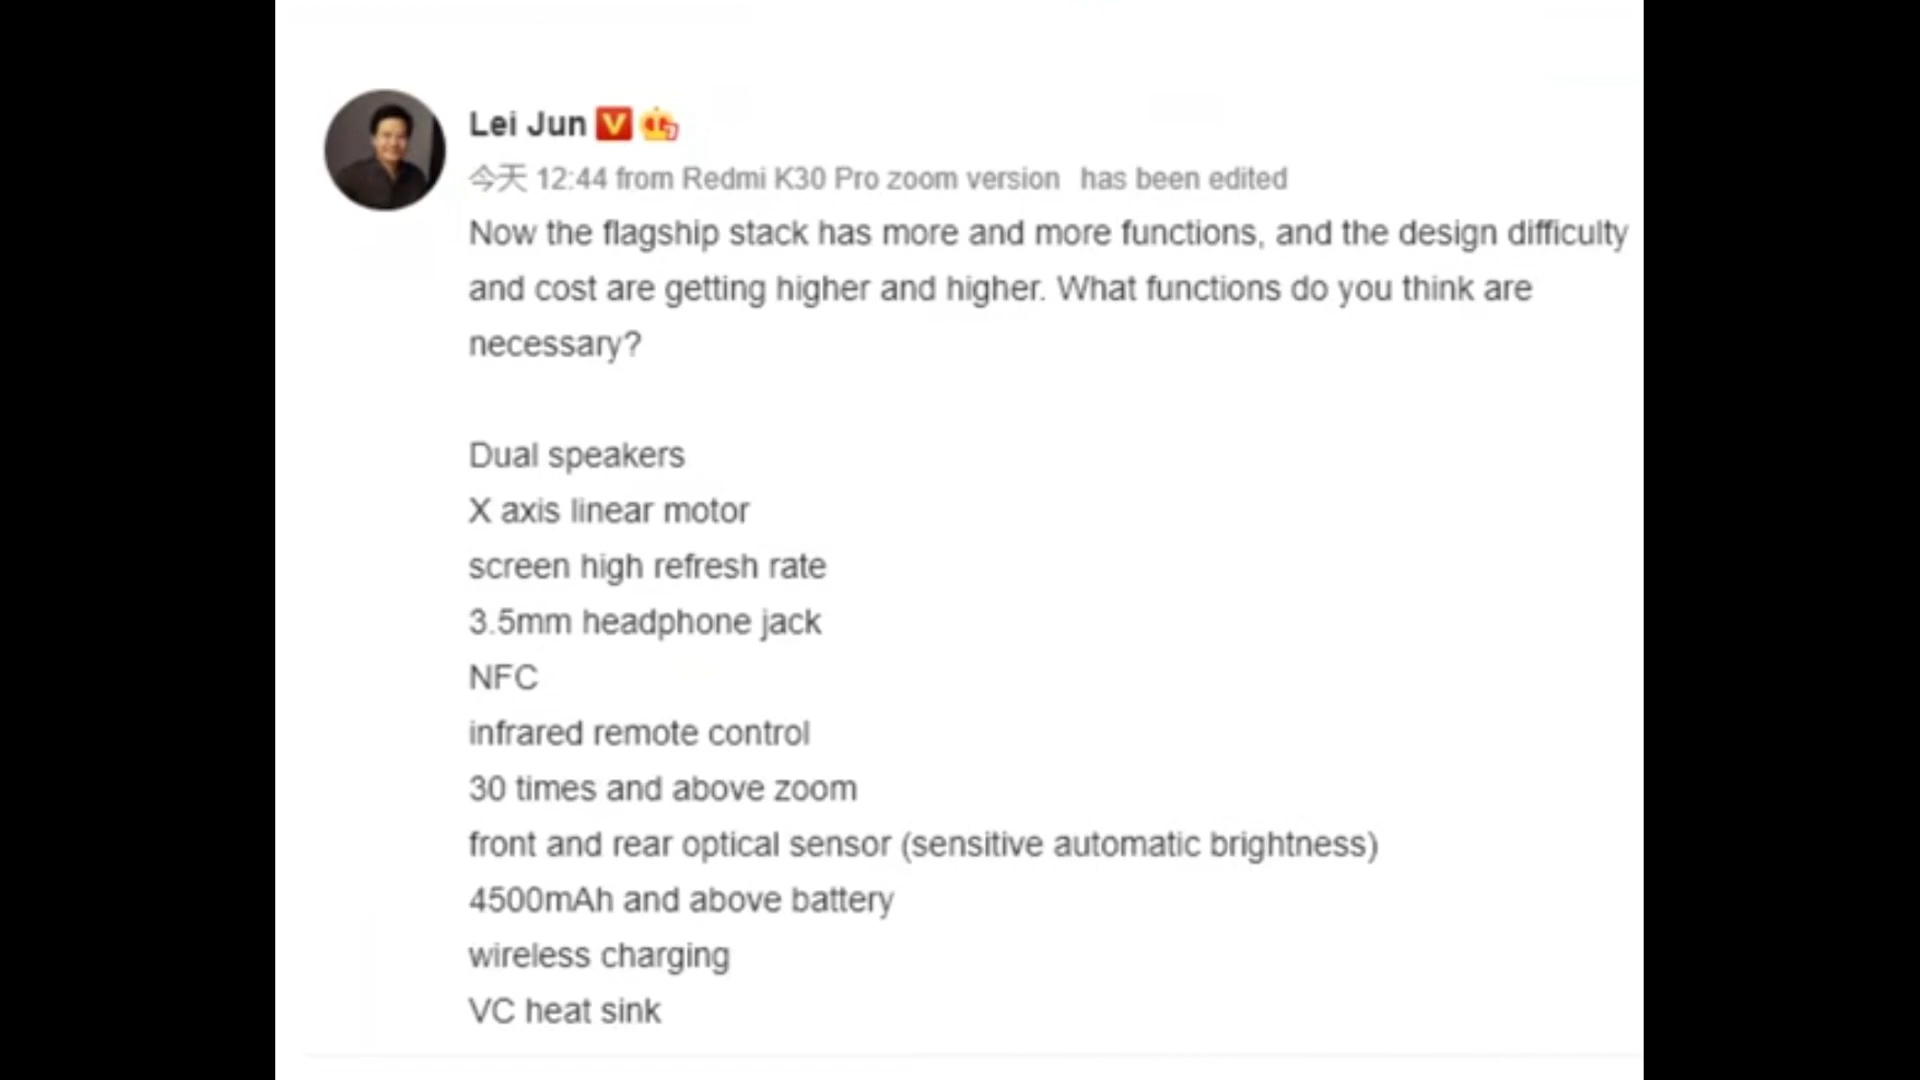 Lei Jun
今天 12:44 from Redmi K30 Pro zoom version has been edited
Now the flagship stack has more and more functions, and the design difficulty
and cost are getting higher and higher. What functions do you think are
necessary?
Dual speakers
X axis linear motor
screen high refresh rate
3.5mm headphone jack
NFC
infrared remote control
30 times and above zoom
front and rear optical sensor (sensitive automatic brightness)
4500mAh and above battery
wireless charging
VC heat sink